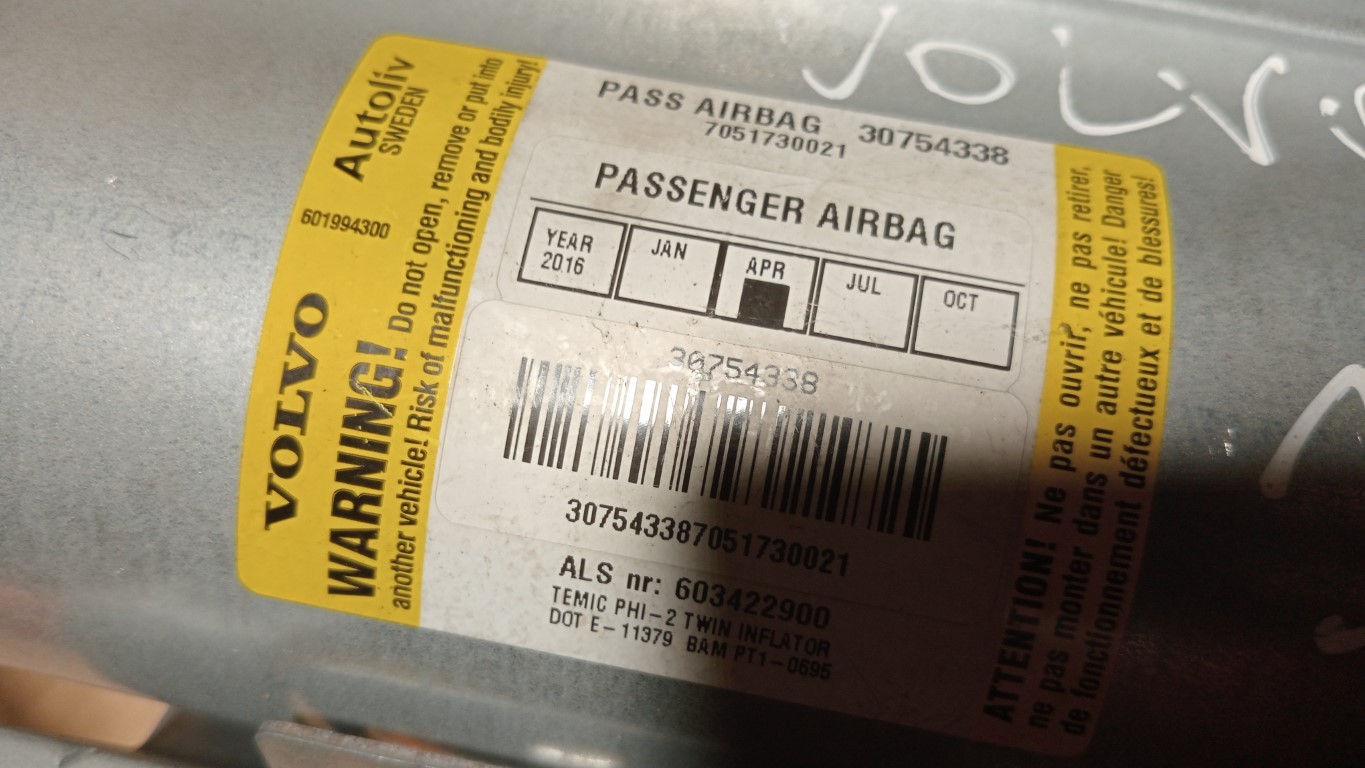 VOLVO
601994300
Autoliv
SWEDEN
WARNING! Do not open, remove or put into
another vehicle! Risk of malfunctioning and bodily injury!
PASS AIRBAG 30754338
7051730021
PASSENGER AIRBAG
YEAR 2016 JAN APR JUL OCT
30754338
307543387051730021
ALS nr: 603422900
TEMIC PHI-2 TWIN INFLATOR
DOT E-11379 BAM PT1-0695
ATTENTION! Ne pas ouvrir, ne pas retirer,
ne pas monter dans un autre véhicule! Danger
de fonctionnement défectueux et de blessures!